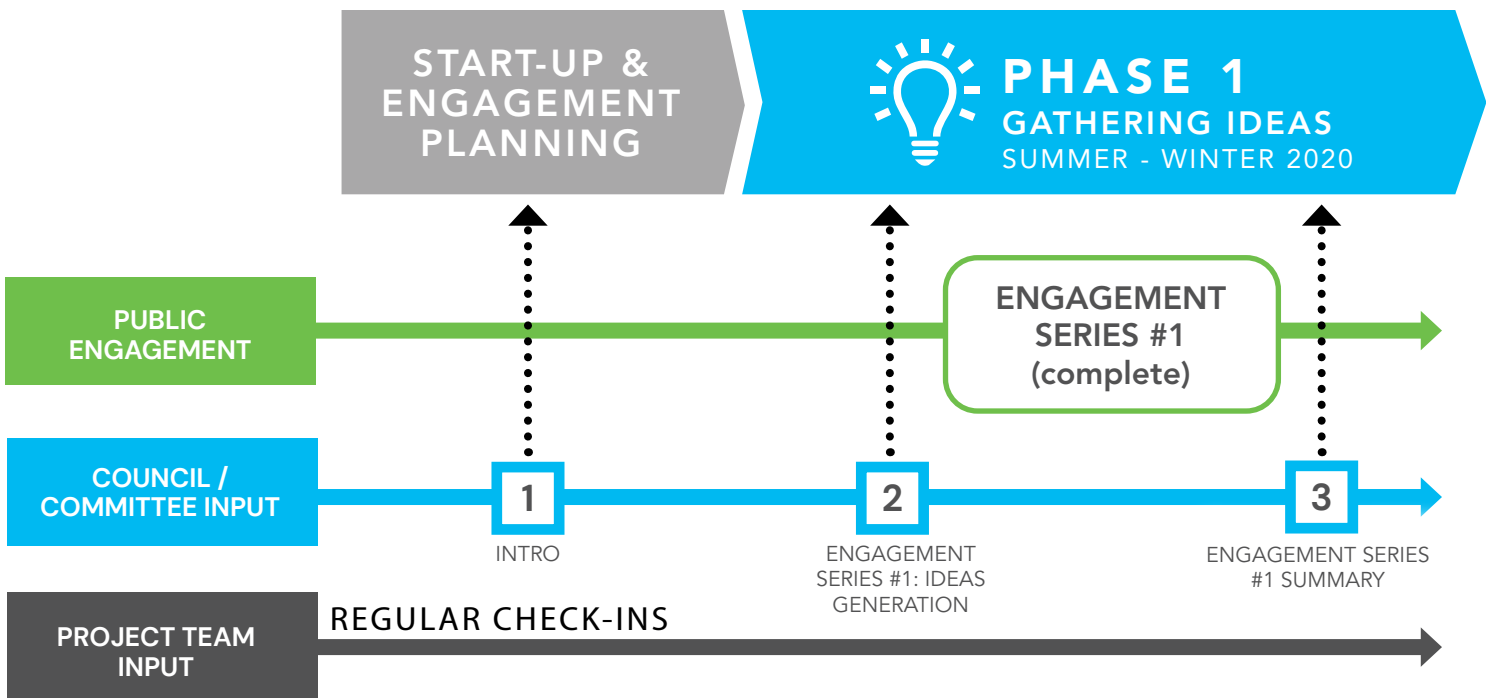 START-UP &
ENGAGEMENT
PLANNING
PHASE 1
GATHERING IDEAS
SUMMER - WINTER 2020
PUBLIC
ENGAGEMENT
ENGAGEMENT
SERIES #1
(complete)
COUNCIL /
COMMITTEE INPUT
1
INTRO
2
ENGAGEMENT
SERIES #1: IDEAS
GENERATION
3
ENGAGEMENT SERIES
#1 SUMMARY
PROJECT TEAM
INPUT
REGULAR CHECK-INS